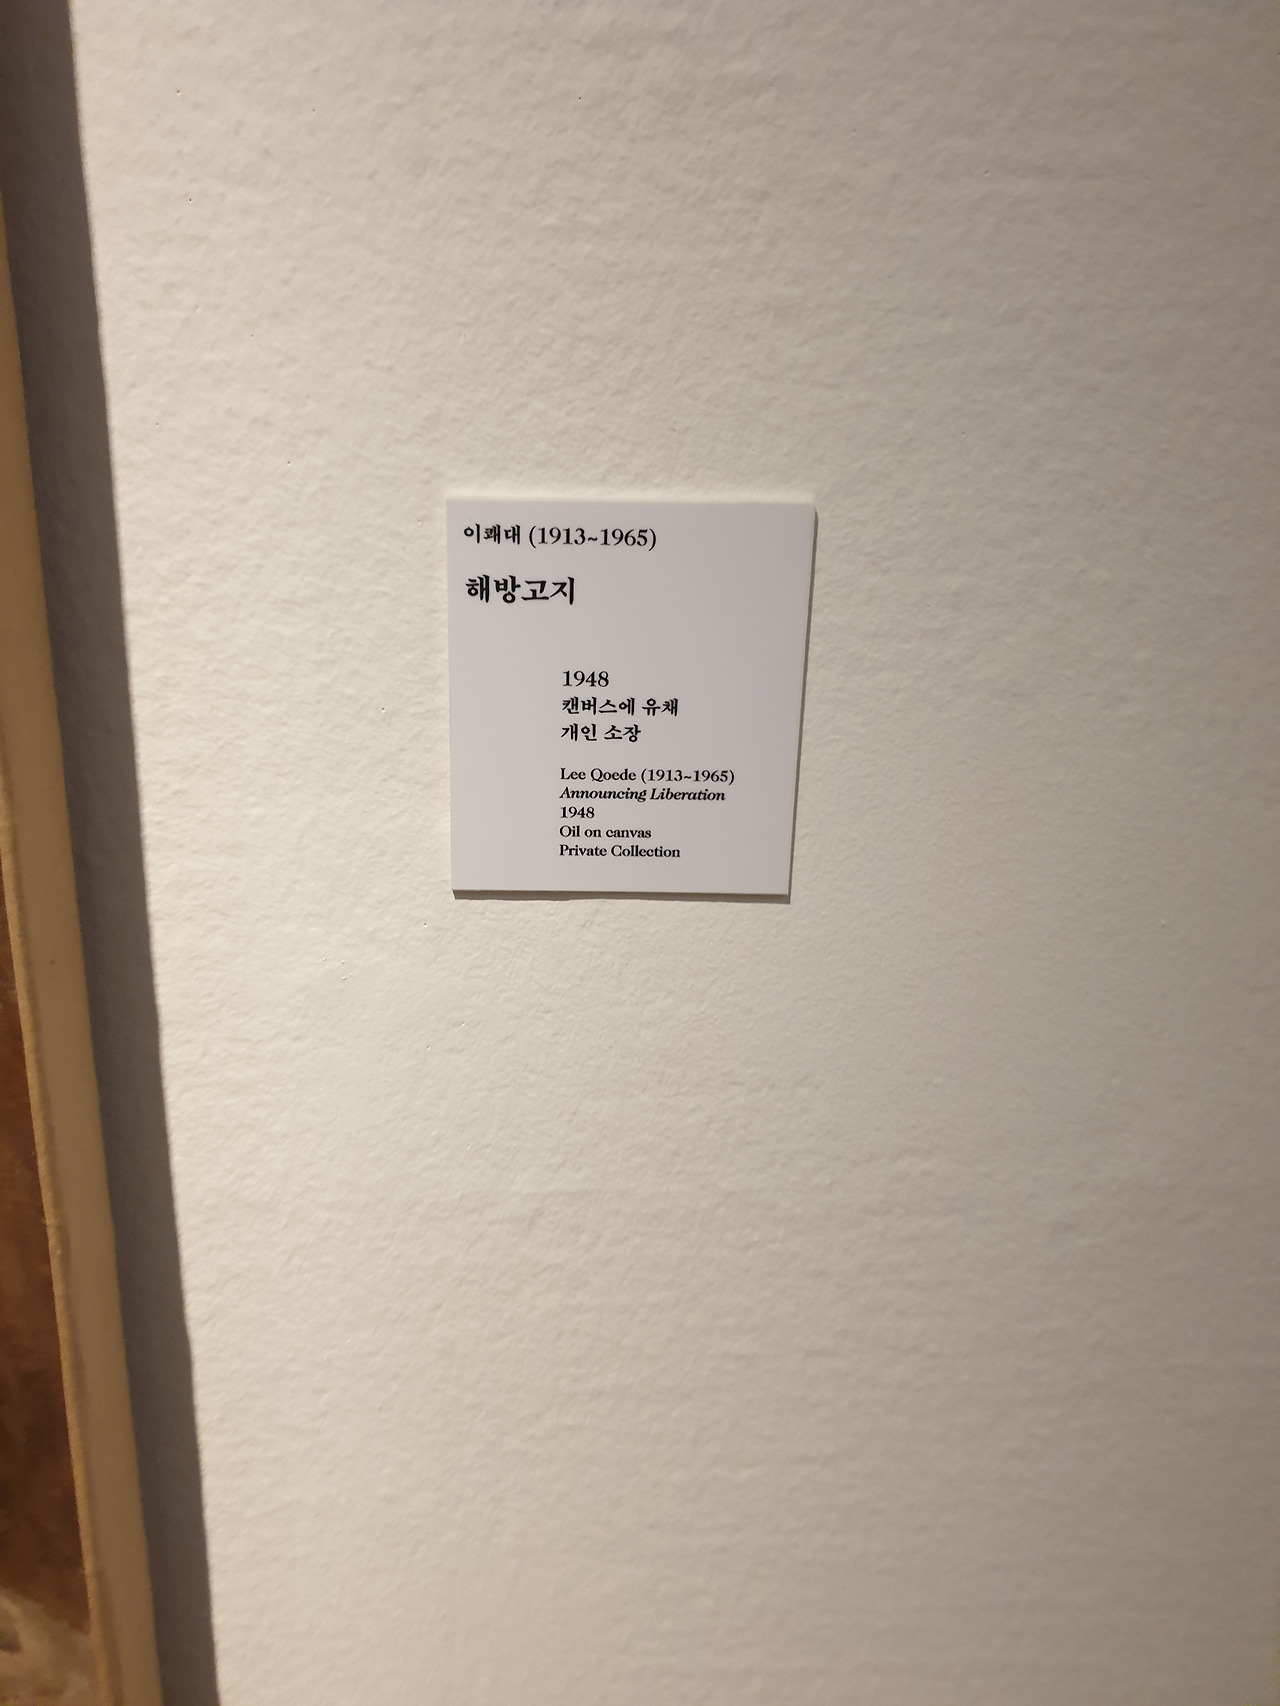 이쾌대 (1913~1965)
해방고지
1948
캔버스에 유채
개인 소장
Lee Qoede (1913~1965)
Announcing Liberation
1948
Oil on canvas
Private Collection